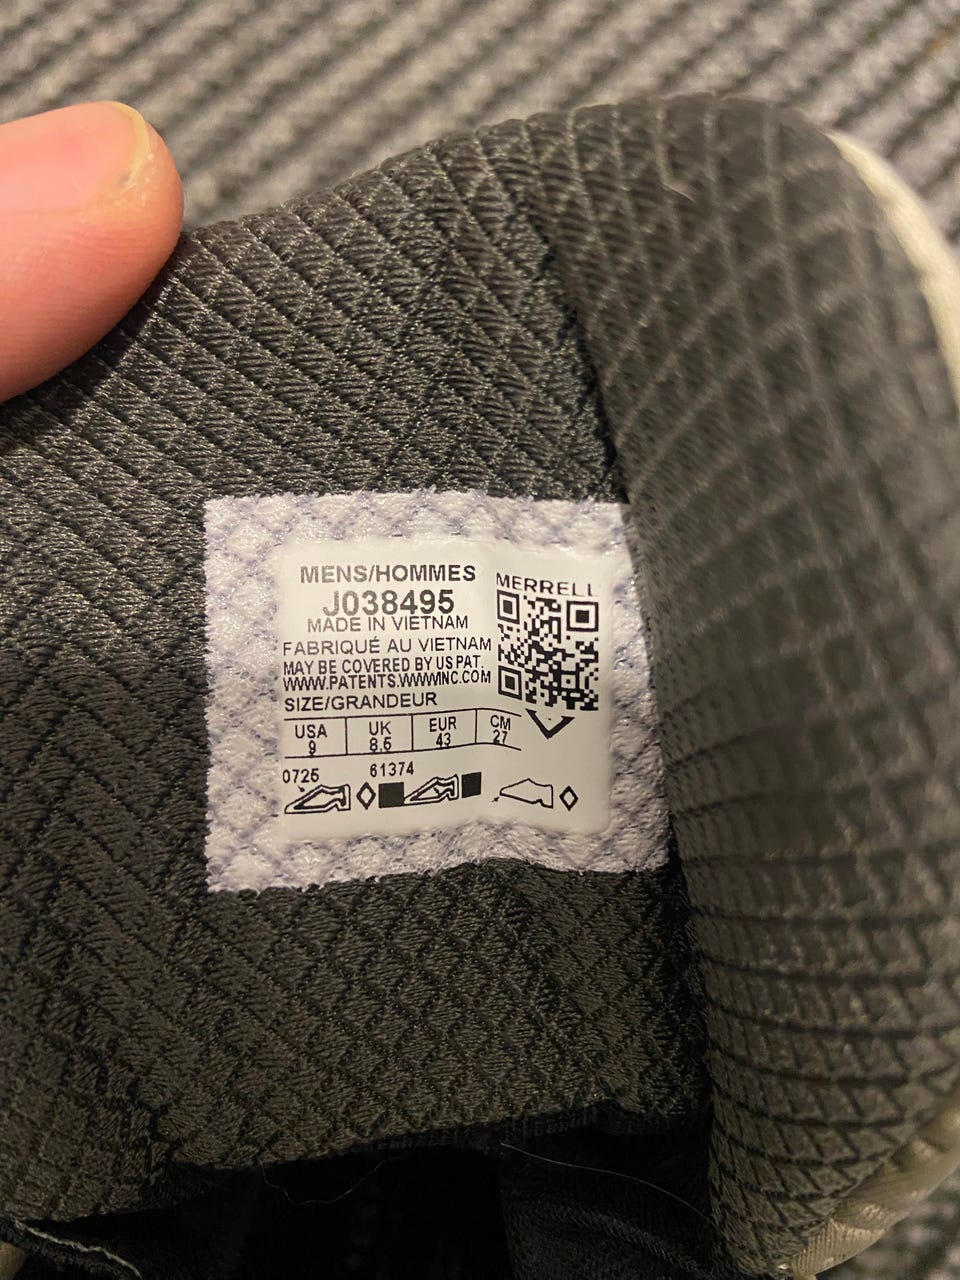 MENS/HOMMES
J038495
MADE IN VIETNAM
FABRIQUÉ AU VIETNAM
MAY BE COVERED BY US PAT.
WWW.PATENTS.WWWINC.COM
SIZE/GRANDEUR
USA UK EUR CM
9 8.5 43 27
0725 61374
MERRELL